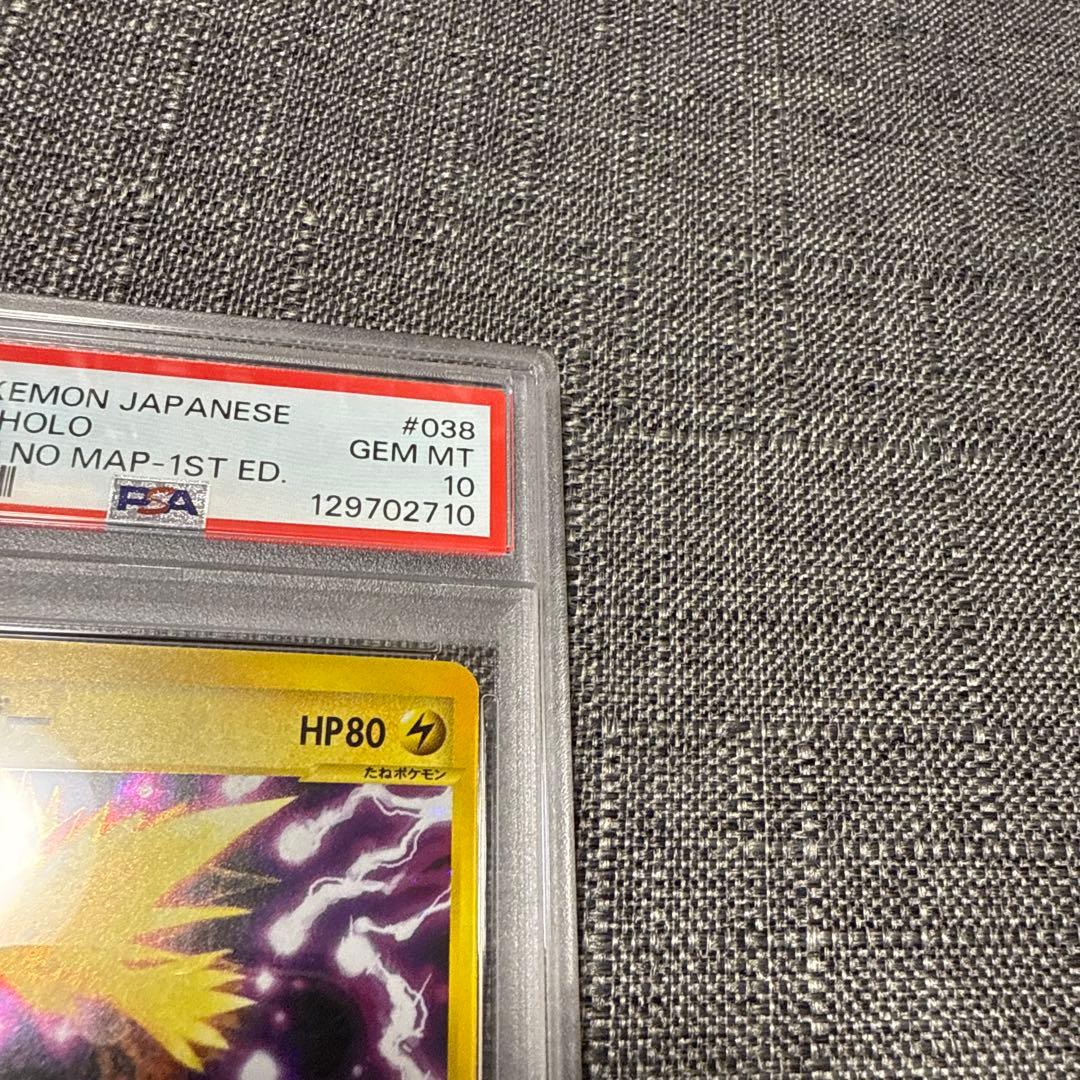 KEMON JAPANESE
HOLO #038
NO MAP-1ST ED. GEM MT
10
PSA 129702710
HP80
たねポケモン